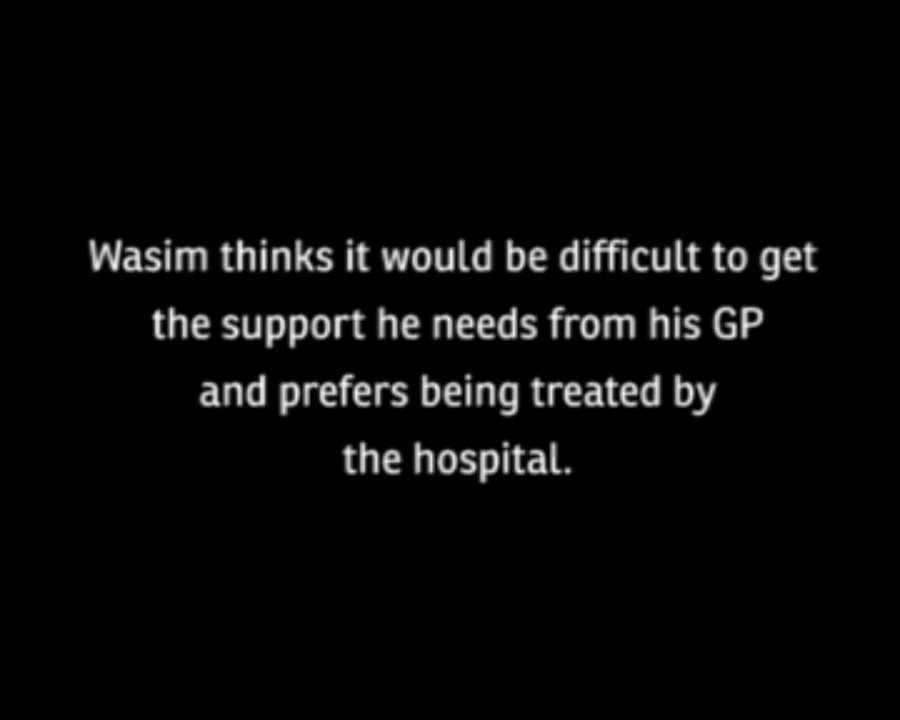 Wasim thinks it would be difficult to get
the support he needs from his GP
and prefers being treated by
the hospital.